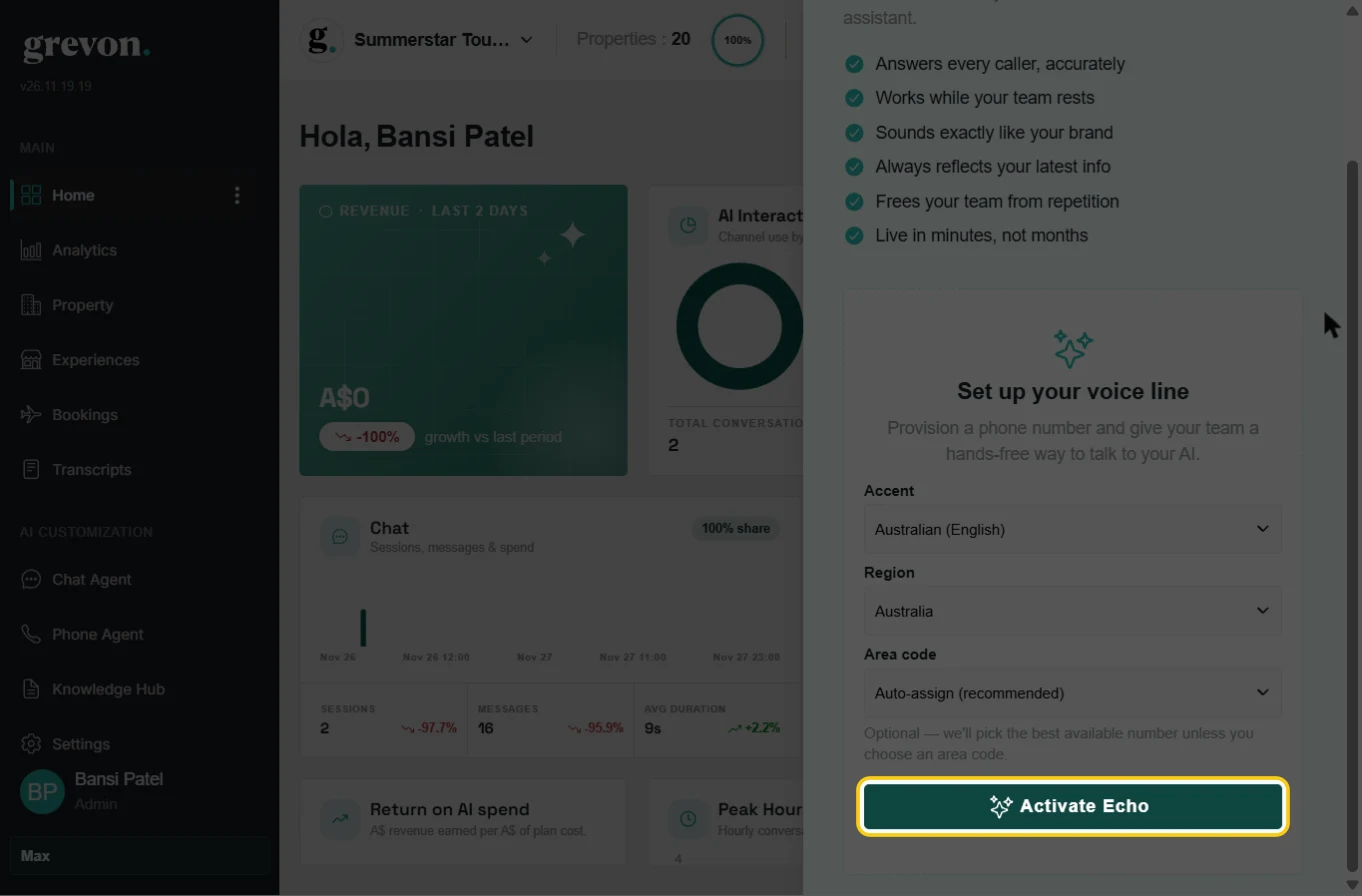 grevon.
v26.11.19.19
MAIN
Home
Analytics
Property
Experiences
Bookings
Transcripts
AI CUSTOMIZATION
Chat Agent
Phone Agent
Knowledge Hub
Settings
BP
Bansi Patel
Admin
Max
g.
Summerstar Tou...
Properties : 20
100%
Hola, Bansi Patel
REVENUE · LAST 2 DAYS
A$0
-100%
growth vs last period
AI Interact
Channel use by
TOTAL CONVERSATIO
2
Chat
Sessions, messages & spend
100% share
Nov 26
Nov 26 12:00
Nov 27
Nov 27 11:00
Nov 27 23:00
SESSIONS
2
-97.7%
MESSAGES
16
-95.9%
AVG DURATION
9s
+2.2%
Return on AI spend
A$ revenue earned per A$ of plan cost.
Peak Hour
Hourly convers
4
assistant.
Answers every caller, accurately
Works while your team rests
Sounds exactly like your brand
Always reflects your latest info
Frees your team from repetition
Live in minutes, not months
Set up your voice line
Provision a phone number and give your team a
hands-free way to talk to your AI.
Accent
Australian (English)
Region
Australia
Area code
Auto-assign (recommended)
Optional — we'll pick the best available number unless you
choose an area code.
Activate Echo